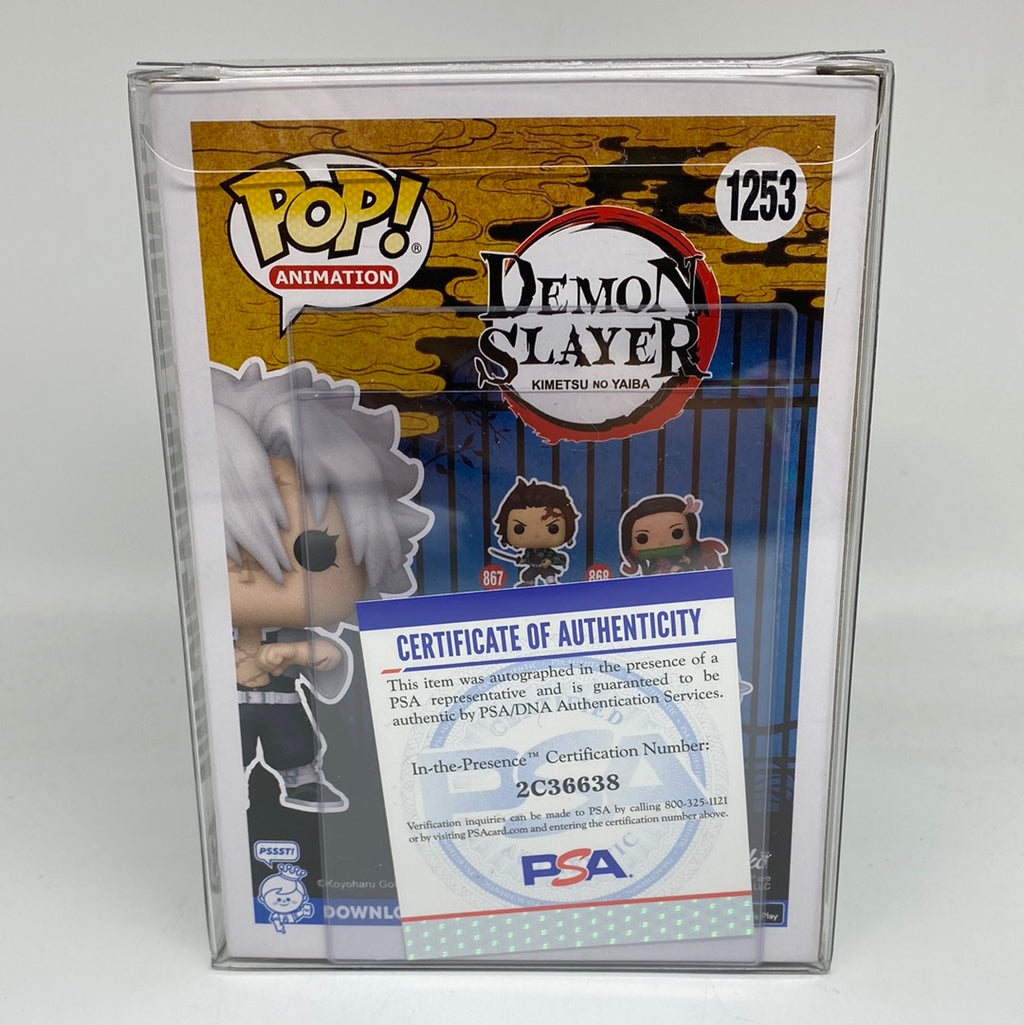 POP!®
ANIMATION
1253
DEMON
SLAYER
KIMETSU NO YAIBA
867
868
CERTIFICATE OF AUTHENTICITY
This item was autographed in the presence of a
PSA representative and is guaranteed to be
authentic by PSA/DNA Authentication Services.
In-the-Presence™ Certification Number:
2C36638
Verification inquiries can be made to PSA by calling 800-325-1121
or by visiting PSAcard.com and entering the certification number above.
PSA
PSSST!
©Koyoharu Go
DOWNLO
Play